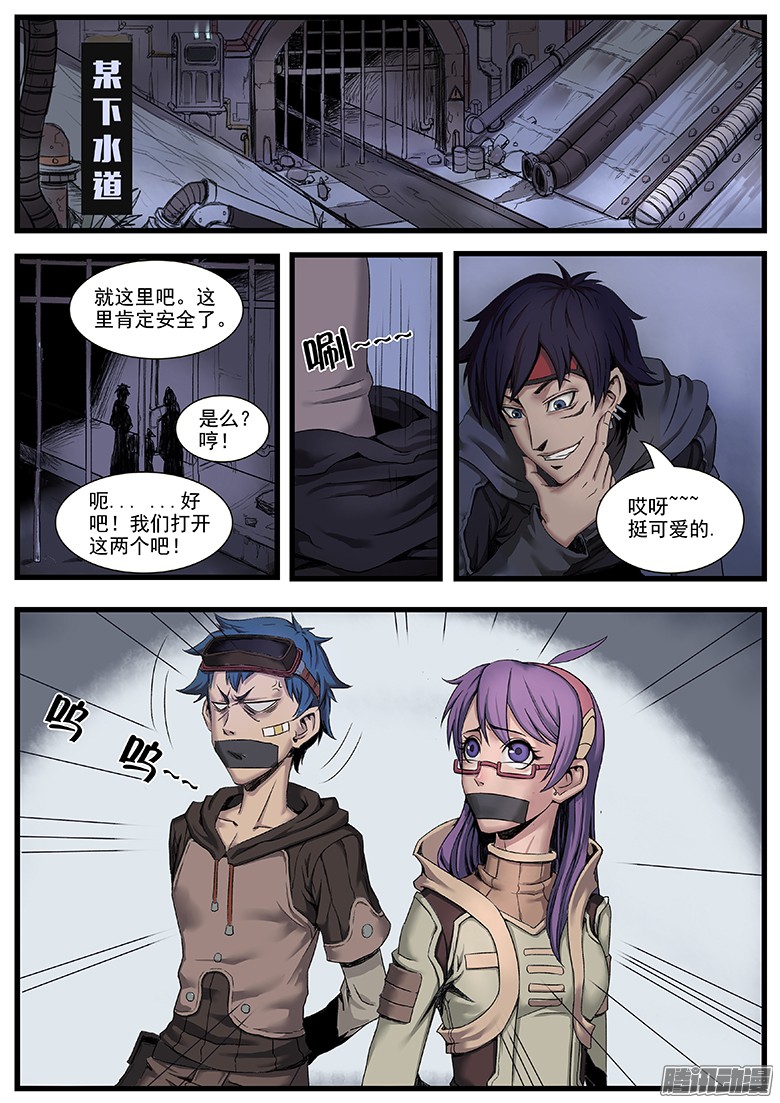 某下水道
就这里吧。这
里肯定安全了。
是么？
哼！
呃... ...好
吧！我们打开
这两个吧！
唰~~~~
哎呀~~~
挺可爱的.
呜
呜~~
腾讯动漫